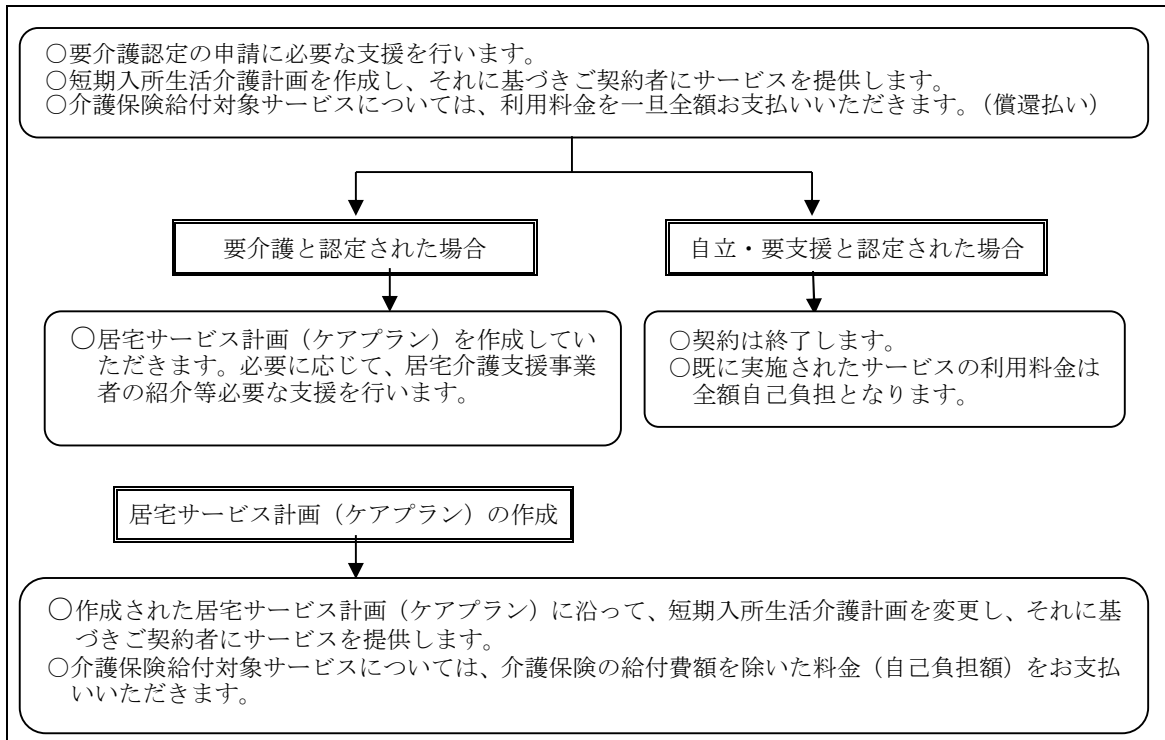 ○要介護認定の申請に必要な支援を行います。
○短期入所生活介護計画を作成し、それに基づきご契約者にサービスを提供します。
○介護保険給付対象サービスについては、利用料金を一旦全額お支払いいただきます。（償還払い）
要介護と認定された場合
自立・要支援と認定された場合
○居宅サービス計画（ケアプラン）を作成してい
ただきます。必要に応じて、居宅介護支援事業
者の紹介等必要な支援を行います。
○契約は終了します。
○既に実施されたサービスの利用料金は
全額自己負担となります。
居宅サービス計画（ケアプラン）の作成
○作成された居宅サービス計画（ケアプラン）に沿って、短期入所生活介護計画を変更し、それに基
づきご契約者にサービスを提供します。
○介護保険給付対象サービスについては、介護保険の給付費額を除いた料金（自己負担額）をお支払
いいただきます。